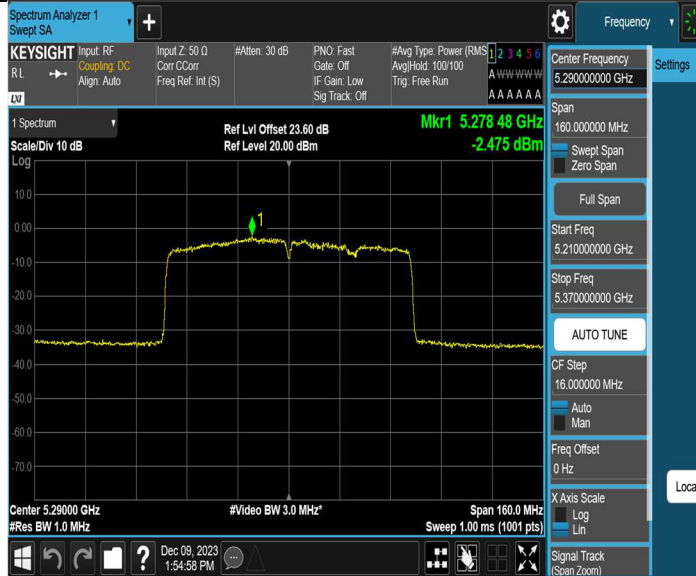 Spectrum Analyzer 1
Swept SA
Frequency
KEYSIGHT
RL
LXI
Input: RF
Coupling: DC
Align: Auto
Input Z: 50 Ω
Corr CCorr
Freq Ref: Int (S)
#Atten: 30 dB
PNO: Fast
Gate: Off
IF Gain: Low
Sig Track: Off
#Avg Type: Power (RMS
Avg|Hold: 100/100
Trig: Free Run
1 2 3 4 5 6
A W W W W W
A A A A A A
1 Spectrum
Scale/Div 10 dB
Log
Ref Lvl Offset 23.60 dB
Ref Level 20.00 dBm
Mkr1 5.278 48 GHz
-2.475 dBm
1
10.0
0.00
-10.0
-20.0
-30.0
-40.0
-50.0
-60.0
-70.0
Center 5.29000 GHz
#Res BW 1.0 MHz
#Video BW 3.0 MHz*
Span 160.0 MHz
Sweep 1.00 ms (1001 pts)
Dec 09, 2023
1:54:58 PM
?
Center Frequency
5.290000000 GHz
Settings
Span
160.000000 MHz
Swept Span
Zero Span
Full Span
Start Freq
5.210000000 GHz
Stop Freq
5.370000000 GHz
AUTO TUNE
CF Step
16.000000 MHz
Auto
Man
Freq Offset
0 Hz
X Axis Scale
Log
Lin
Signal Track
(Span Zoom)
Loca